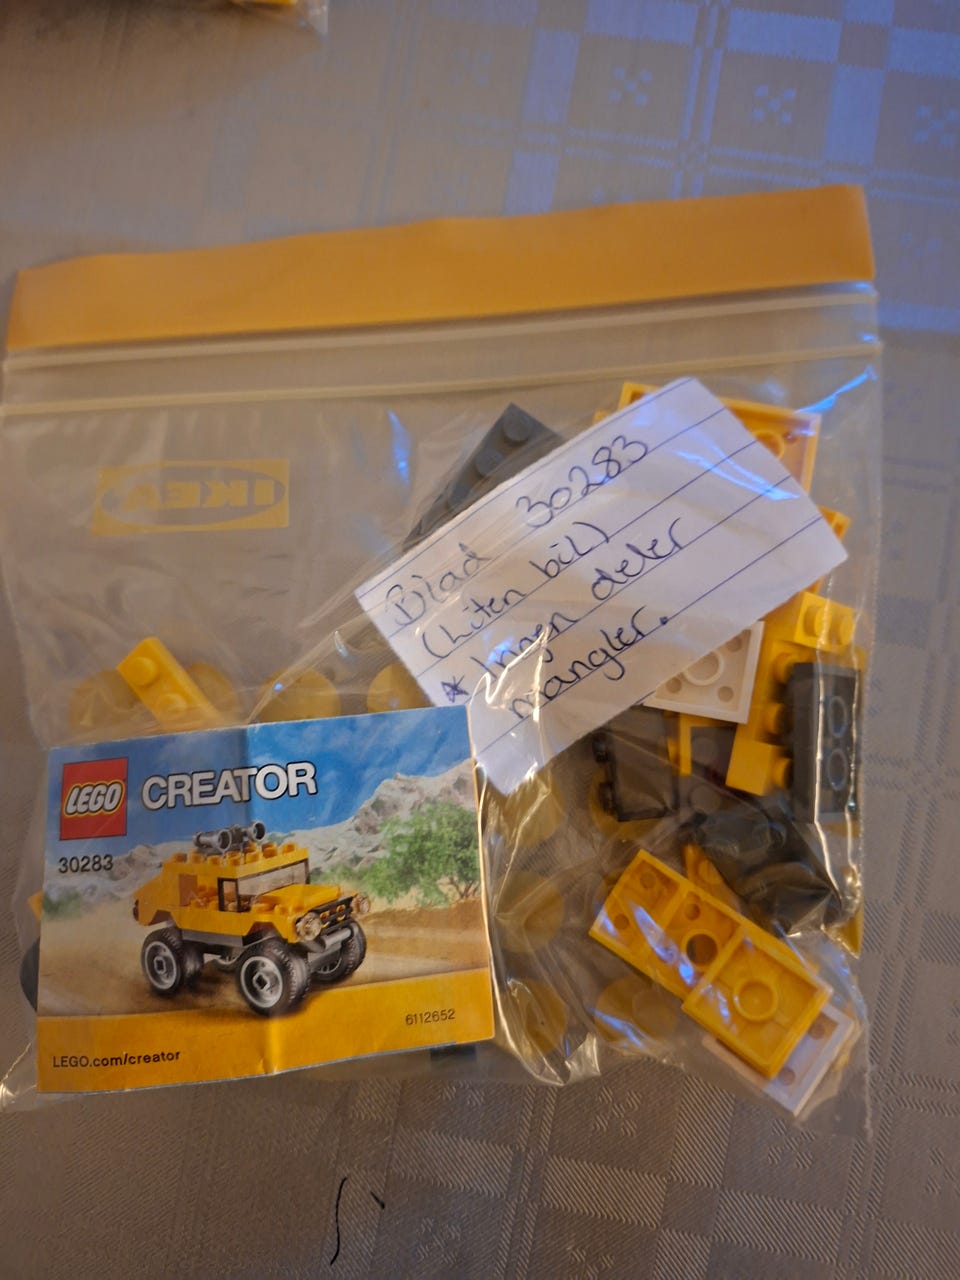 IKEA
Blad 30283
(Liten bil)
* Ingen deler
mangler.
LEGO
CREATOR
30283
6112652
LEGO.com/creator